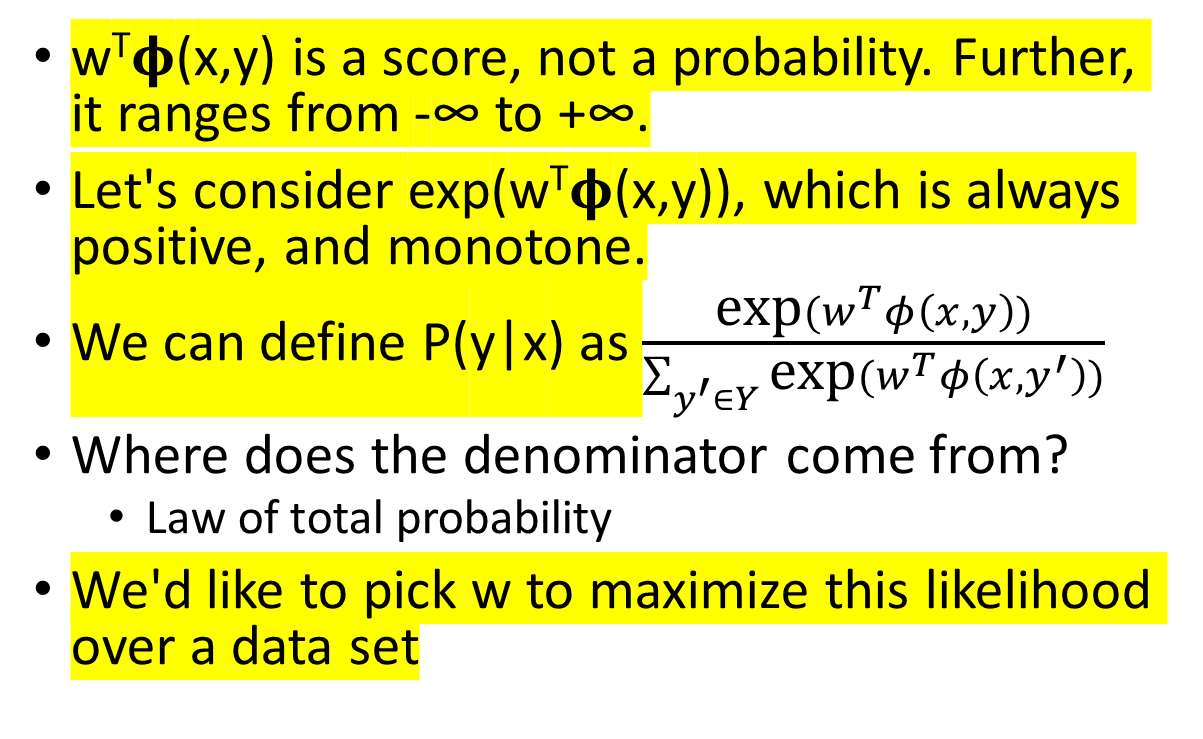 • wᵀϕ(x,y) is a score, not a probability. Further,
it ranges from -∞ to +∞.
• Let's consider exp(wᵀϕ(x,y)), which is always
positive, and monotone.
• We can define P(y|x) as exp(𝑤ᵀ𝜙(𝑥,𝑦)) / ∑_{𝑦′∈𝑌} exp(𝑤ᵀ𝜙(𝑥,𝑦′))
• Where does the denominator come from?
• Law of total probability
• We'd like to pick w to maximize this likelihood
over a data set